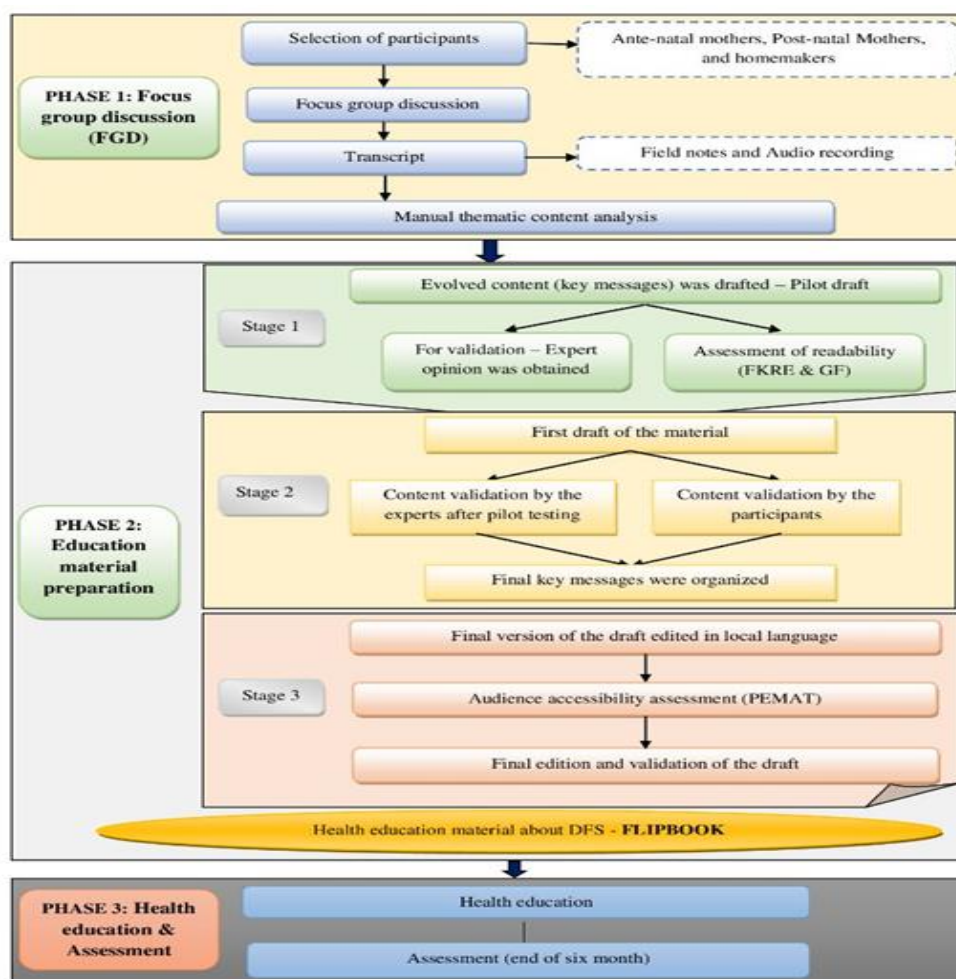 Selection of participants
Ante-natal mothers, Post-natal Mothers,
and homemakers
PHASE 1: Focus
group discussion
(FGD)
Focus group discussion
Transcript
Field notes and Audio recording
Manual thematic content analysis
Evolved content (key messages) was drafted – Pilot draft
Stage 1
For validation – Expert
opinion was obtained
Assessment of readability
(FKRE & GF)
First draft of the material
Stage 2
Content validation by the
experts after pilot testing
Content validation by the
participants
PHASE 2:
Education
material
preparation
Final key messages were organized
Final version of the draft edited in local language
Stage 3
Audience accessibility assessment (PEMAT)
Final edition and validation of the draft
Health education material about DFS - FLIPBOOK
PHASE 3: Health
education &
Assessment
Health education
Assessment (end of six month)